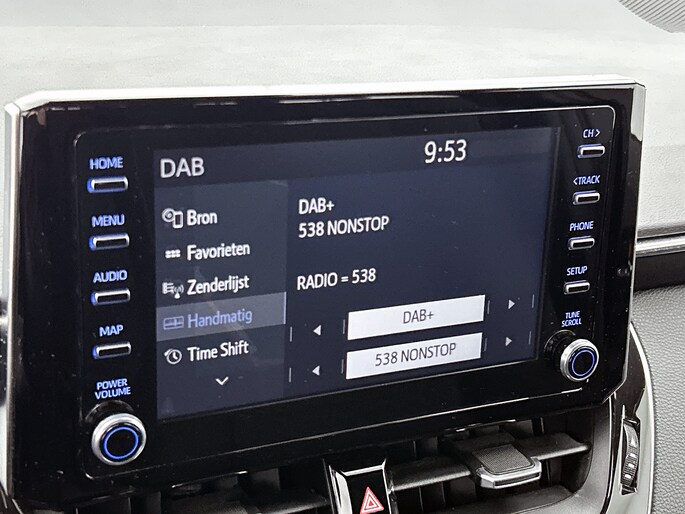 HOME
MENU
AUDIO
MAP
POWER
VOLUME
DAB
9:53
Bron
Favorieten
Zenderlijst
Handmatig
Time Shift
DAB+
538 NONSTOP
RADIO = 538
DAB+
538 NONSTOP
CH >
< TRACK
PHONE
SETUP
TUNE
SCROLL